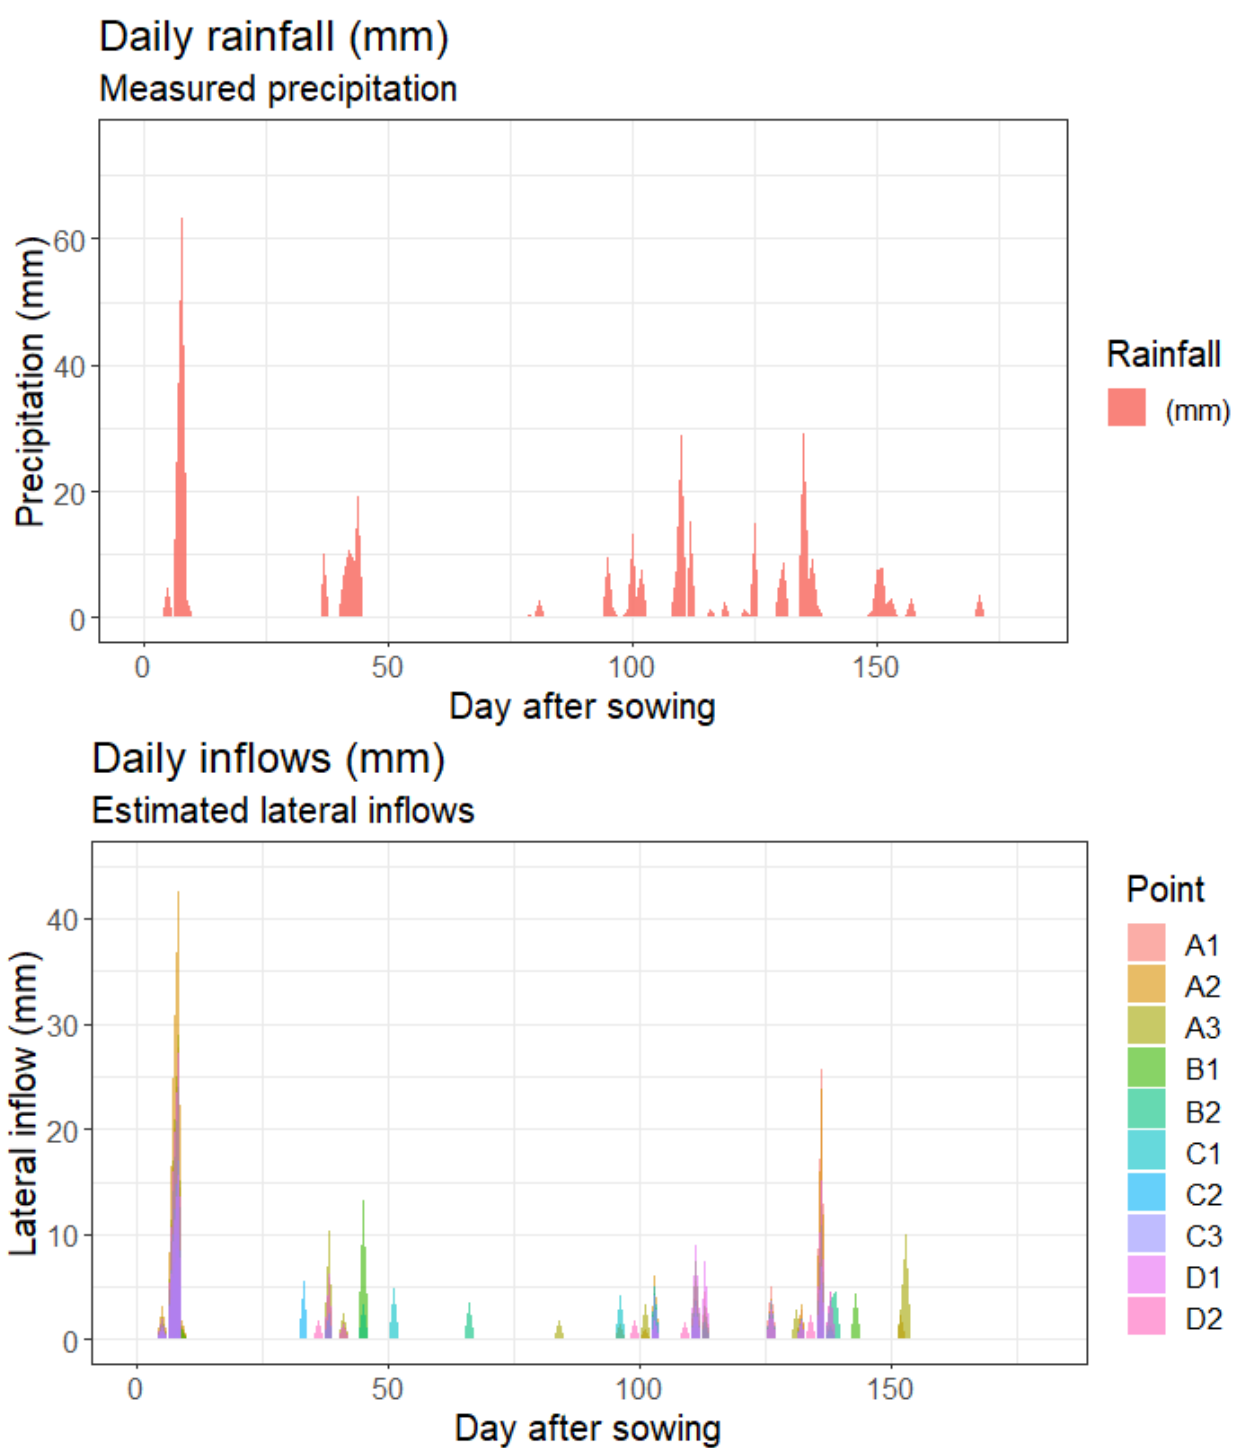 Daily rainfall (mm)
Measured precipitation
Precipitation (mm)
60
40
20
0
0 50 100 150
Day after sowing
Rainfall
(mm)
Daily inflows (mm)
Estimated lateral inflows
Lateral inflow (mm)
40
30
20
10
0
0 50 100 150
Day after sowing
Point
A1
A2
A3
B1
B2
C1
C2
C3
D1
D2